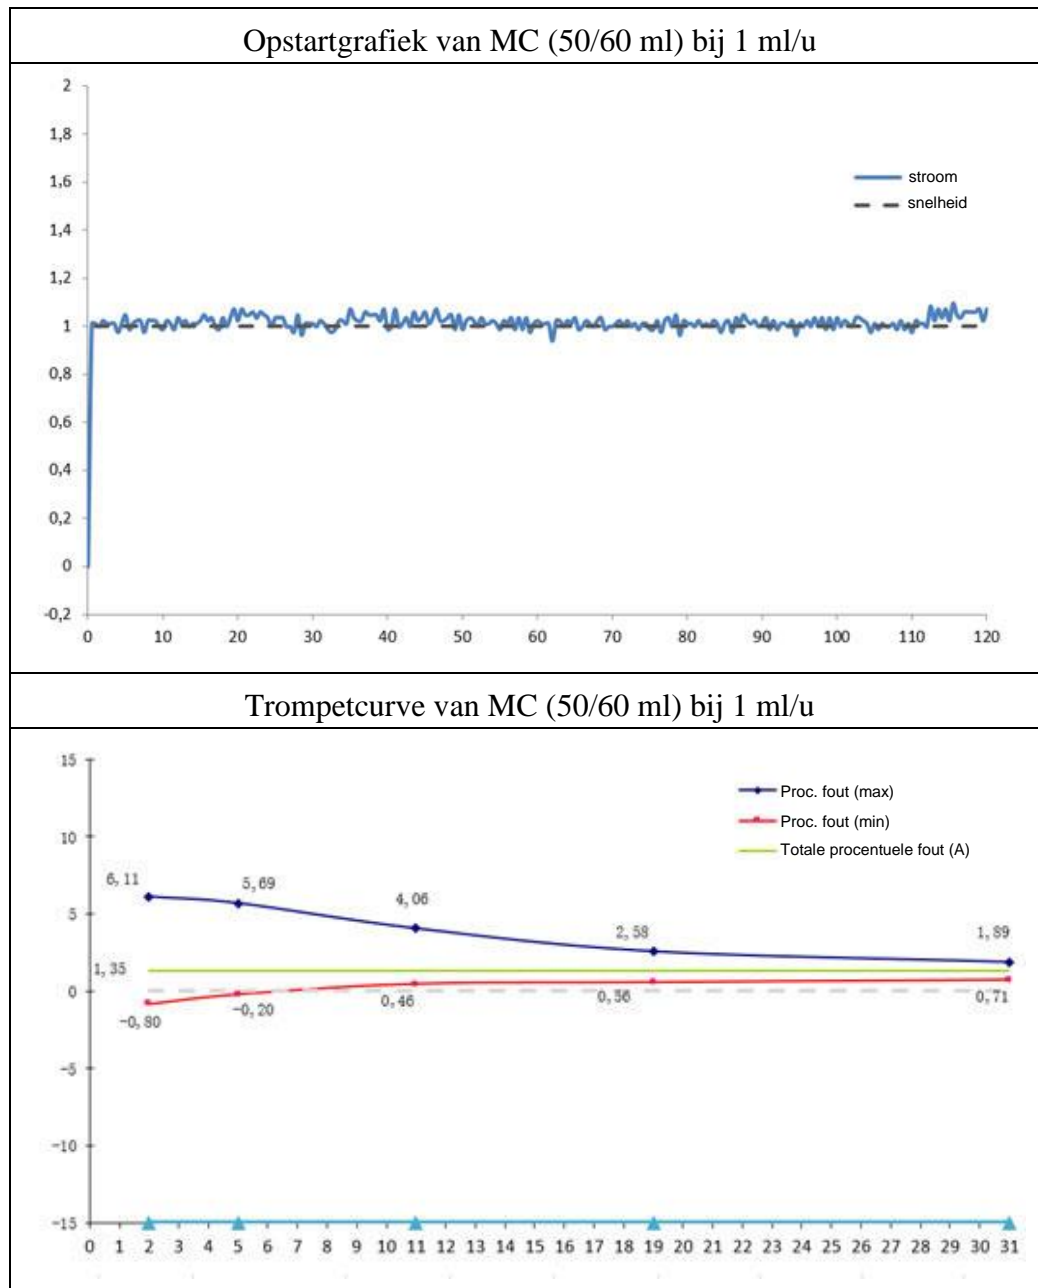 Opstartgrafiek van MC (50/60 ml) bij 1 ml/u
2
1,8
1,6
1,4
1,2
1
0,8
0,6
0,4
0,2
0
-0,2
stroom
snelheid
0 10 20 30 40 50 60 70 80 90 100 110 120
Trompetcurve van MC (50/60 ml) bij 1 ml/u
15
10
5
0
-5
-10
-15
Proc. fout (max)
Proc. fout (min)
Totale procentuele fout (A)
6,11 5,69 4,06 2,58 1,89
1,35
-0,80 -0,20 0,46 0,56 0,71
0 1 2 3 4 5 6 7 8 9 10 11 12 13 14 15 16 17 18 19 20 21 22 23 24 25 26 27 28 29 30 31